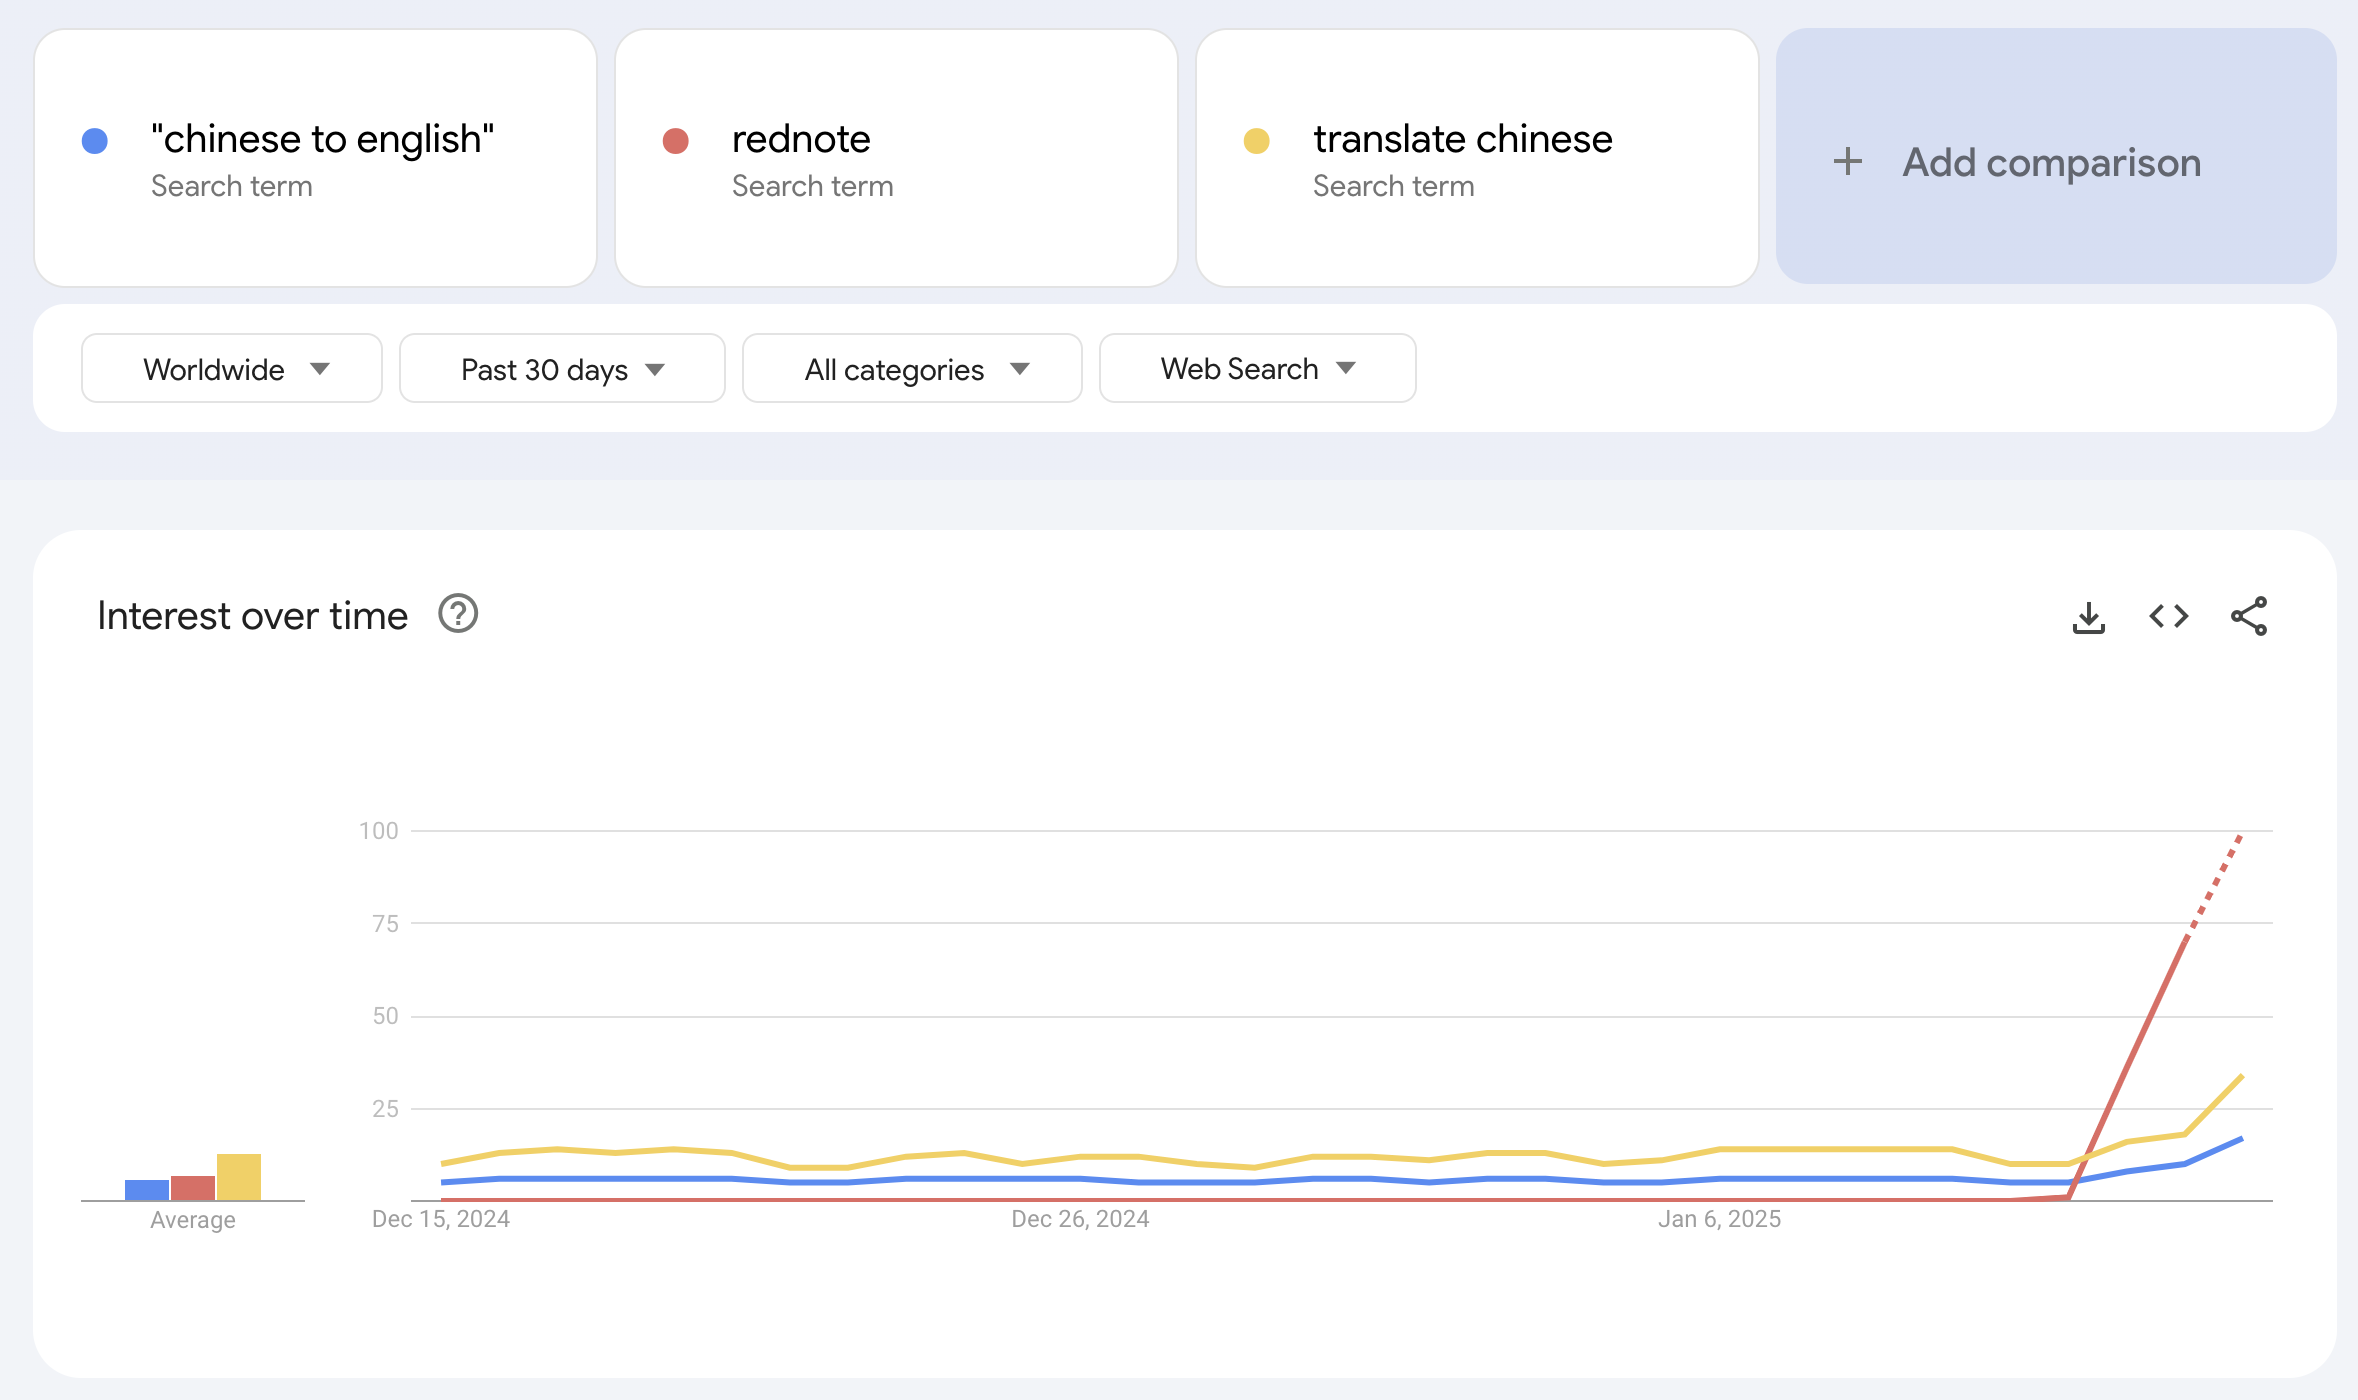 "chinese to english"
Search term
rednote
Search term
translate chinese
Search term
+ Add comparison
Worldwide
Past 30 days
All categories
Web Search
Interest over time
100
75
50
25
Average
Dec 15, 2024
Dec 26, 2024
Jan 6, 2025